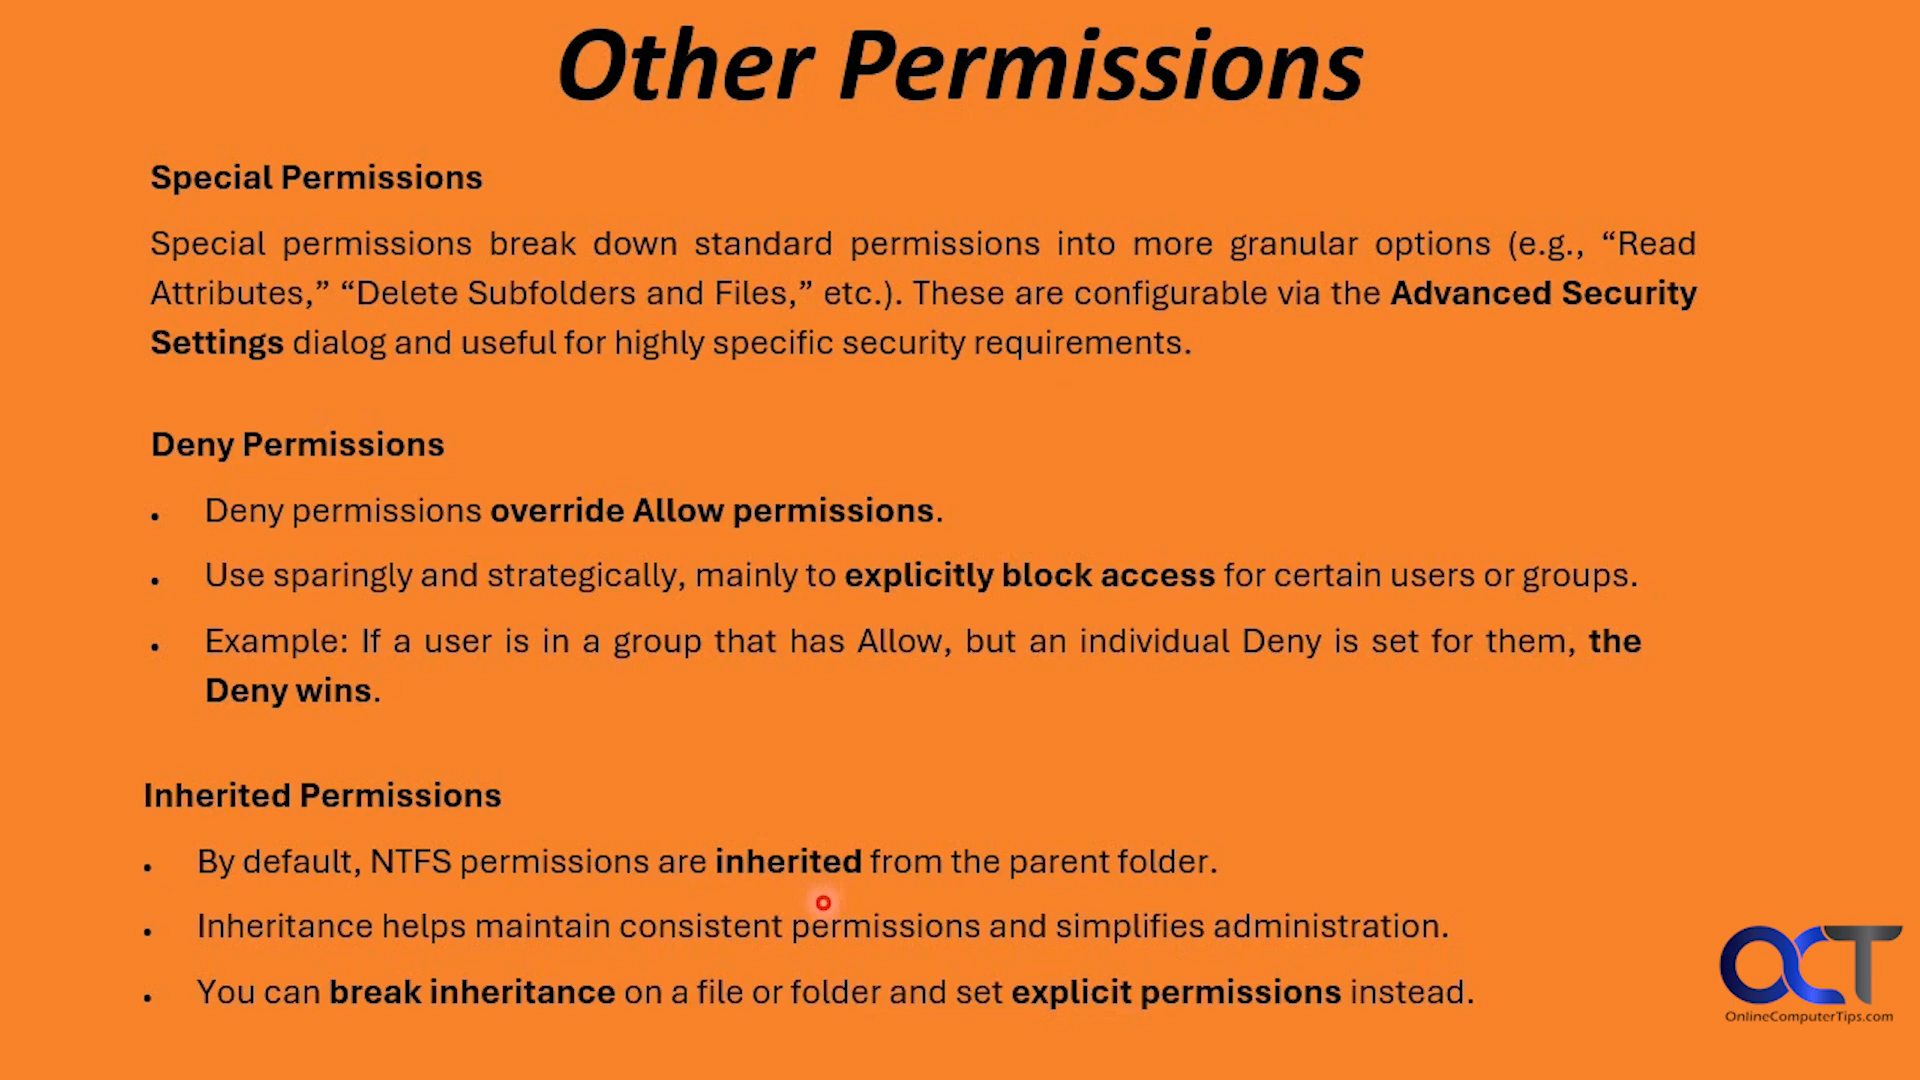 Other Permissions
Special Permissions
Special permissions break down standard permissions into more granular options (e.g., “Read
Attributes,” “Delete Subfolders and Files,” etc.). These are configurable via the Advanced Security
Settings dialog and useful for highly specific security requirements.
Deny Permissions
• Deny permissions override Allow permissions.
• Use sparingly and strategically, mainly to explicitly block access for certain users or groups.
• Example: If a user is in a group that has Allow, but an individual Deny is set for them, the
Deny wins.
Inherited Permissions
• By default, NTFS permissions are inherited from the parent folder.
• Inheritance helps maintain consistent permissions and simplifies administration.
• You can break inheritance on a file or folder and set explicit permissions instead.
OCT
OnlineComputerTips.com